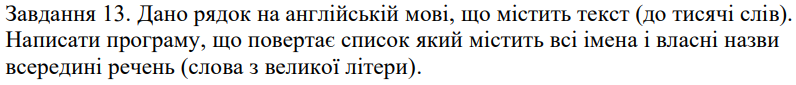 Завдання 13. Дано рядок на англійській мові, що містить текст (до тисячі слів).
Написати програму, що повертає список який містить всі імена і власні назви
всередині речень (слова з великої літери).